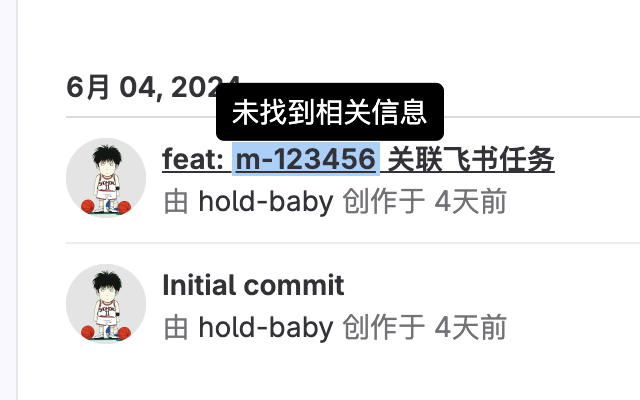 6月 04, 2024
未找到相关信息
feat: m-123456 关联飞书任务
由 hold-baby 创作于 4天前
Initial commit
由 hold-baby 创作于 4天前